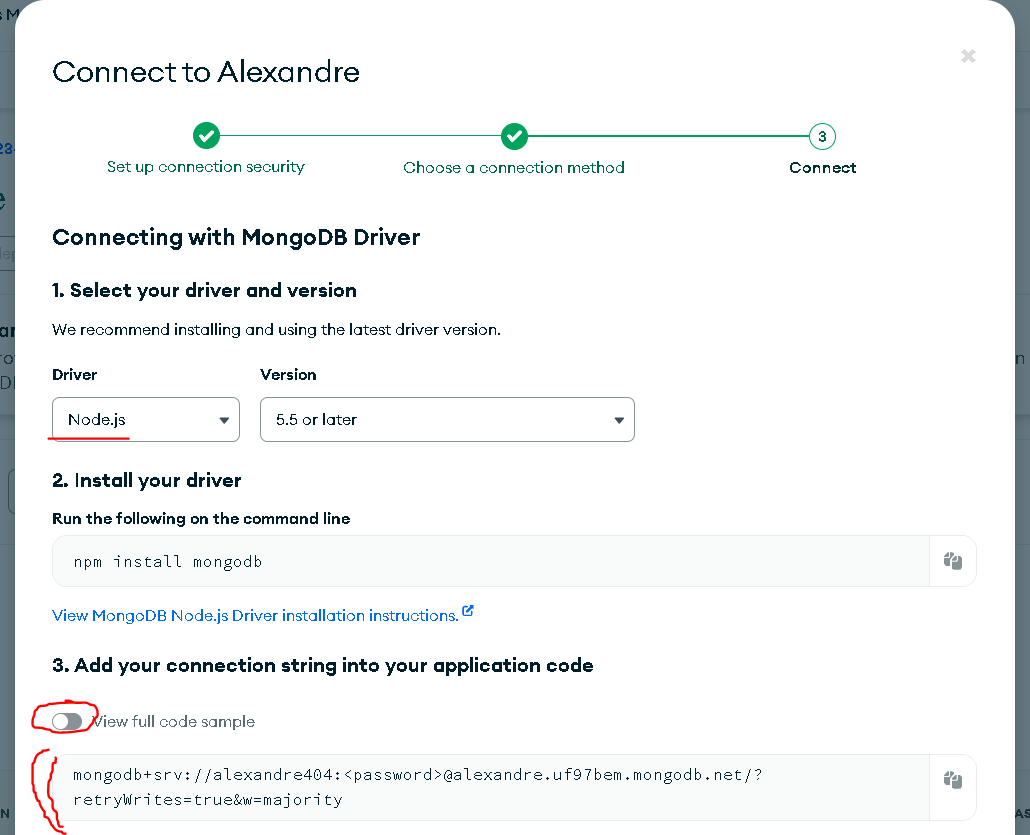 Connect to Alexandre
Set up connection security
Choose a connection method
3
Connect
Connecting with MongoDB Driver
1. Select your driver and version
We recommend installing and using the latest driver version.
Driver
Version
Node.js
5.5 or later
2. Install your driver
Run the following on the command line
npm install mongodb
View MongoDB Node.js Driver installation instructions.
3. Add your connection string into your application code
View full code sample
mongodb+srv://alexandre404:<password>@alexandre.uf97bem.mongodb.net/?
retryWrites=true&w=majority